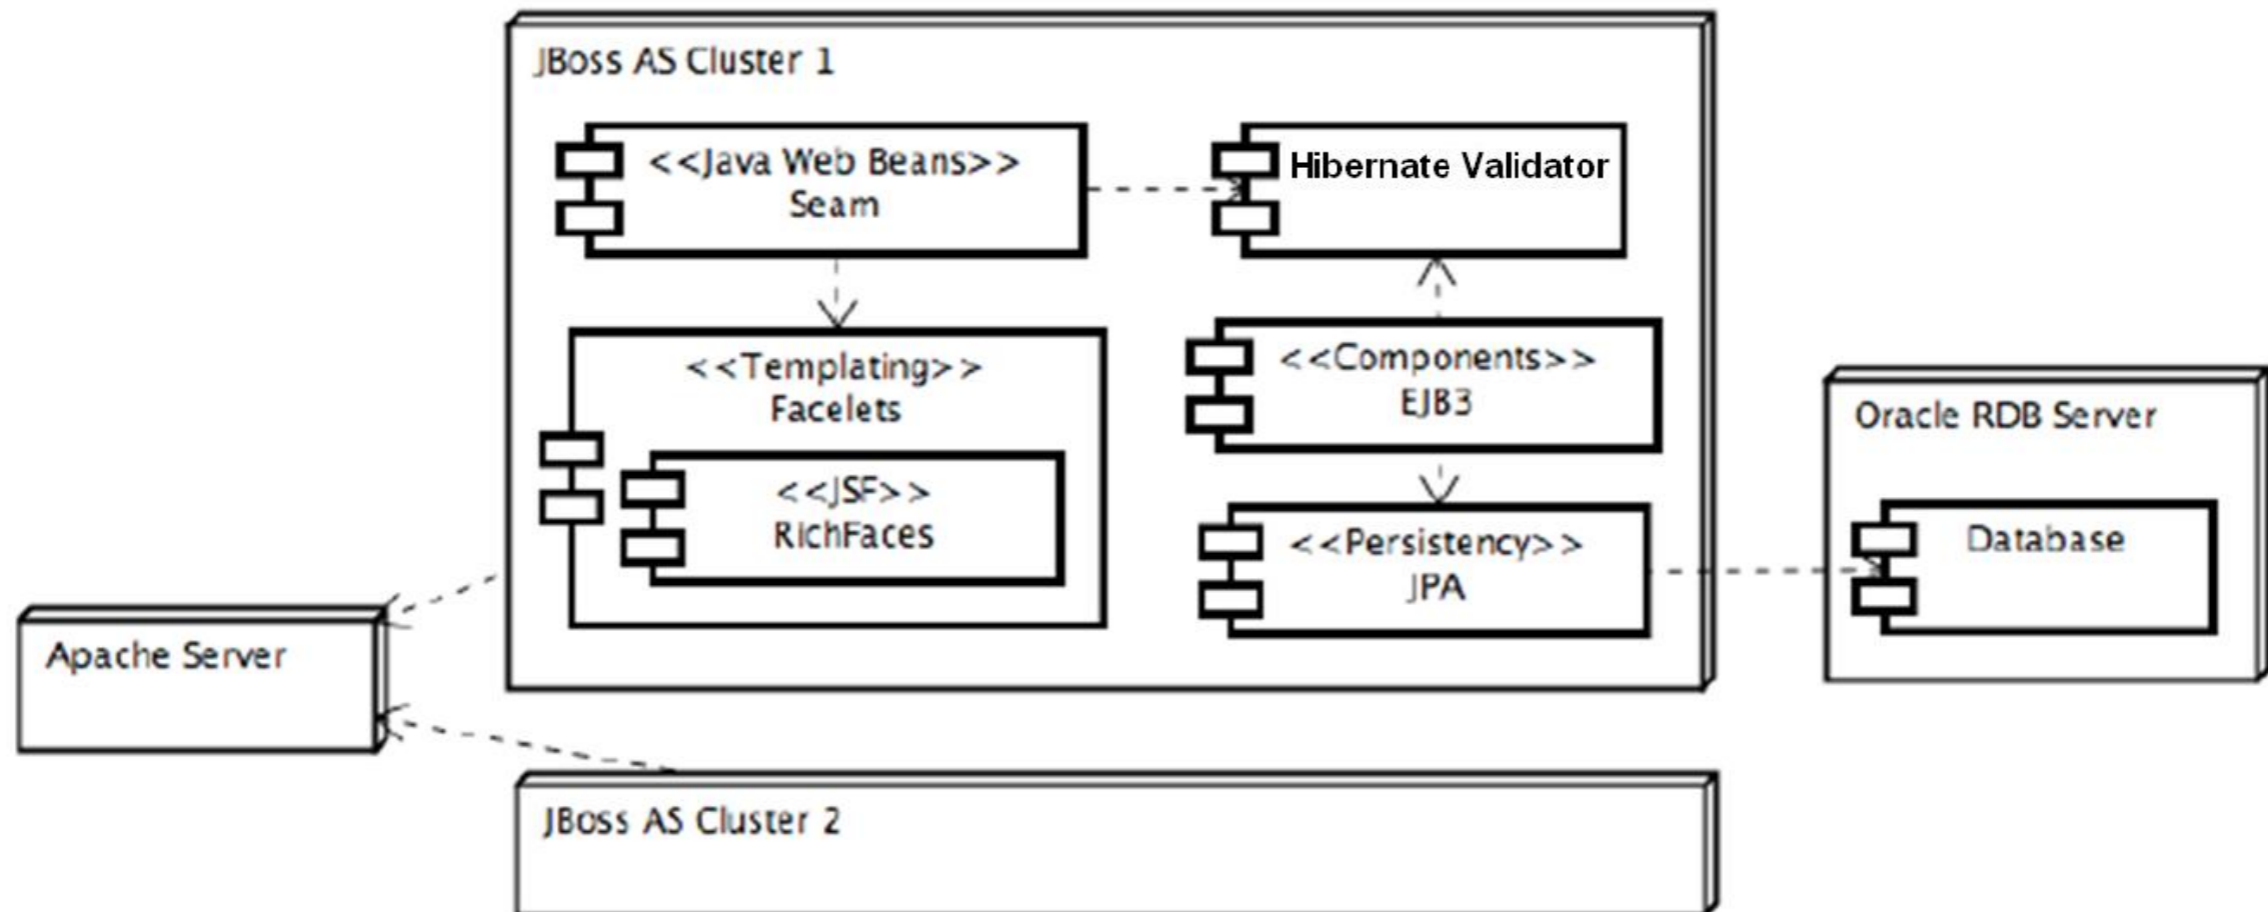 JBoss AS Cluster 1
<<Java Web Beans>>
Seam
Hibernate Validator
<<Templating>>
Facelets
<<JSF>>
RichFaces
<<Components>>
EJB3
<<Persistency>>
JPA
Oracle RDB Server
Database
Apache Server
JBoss AS Cluster 2